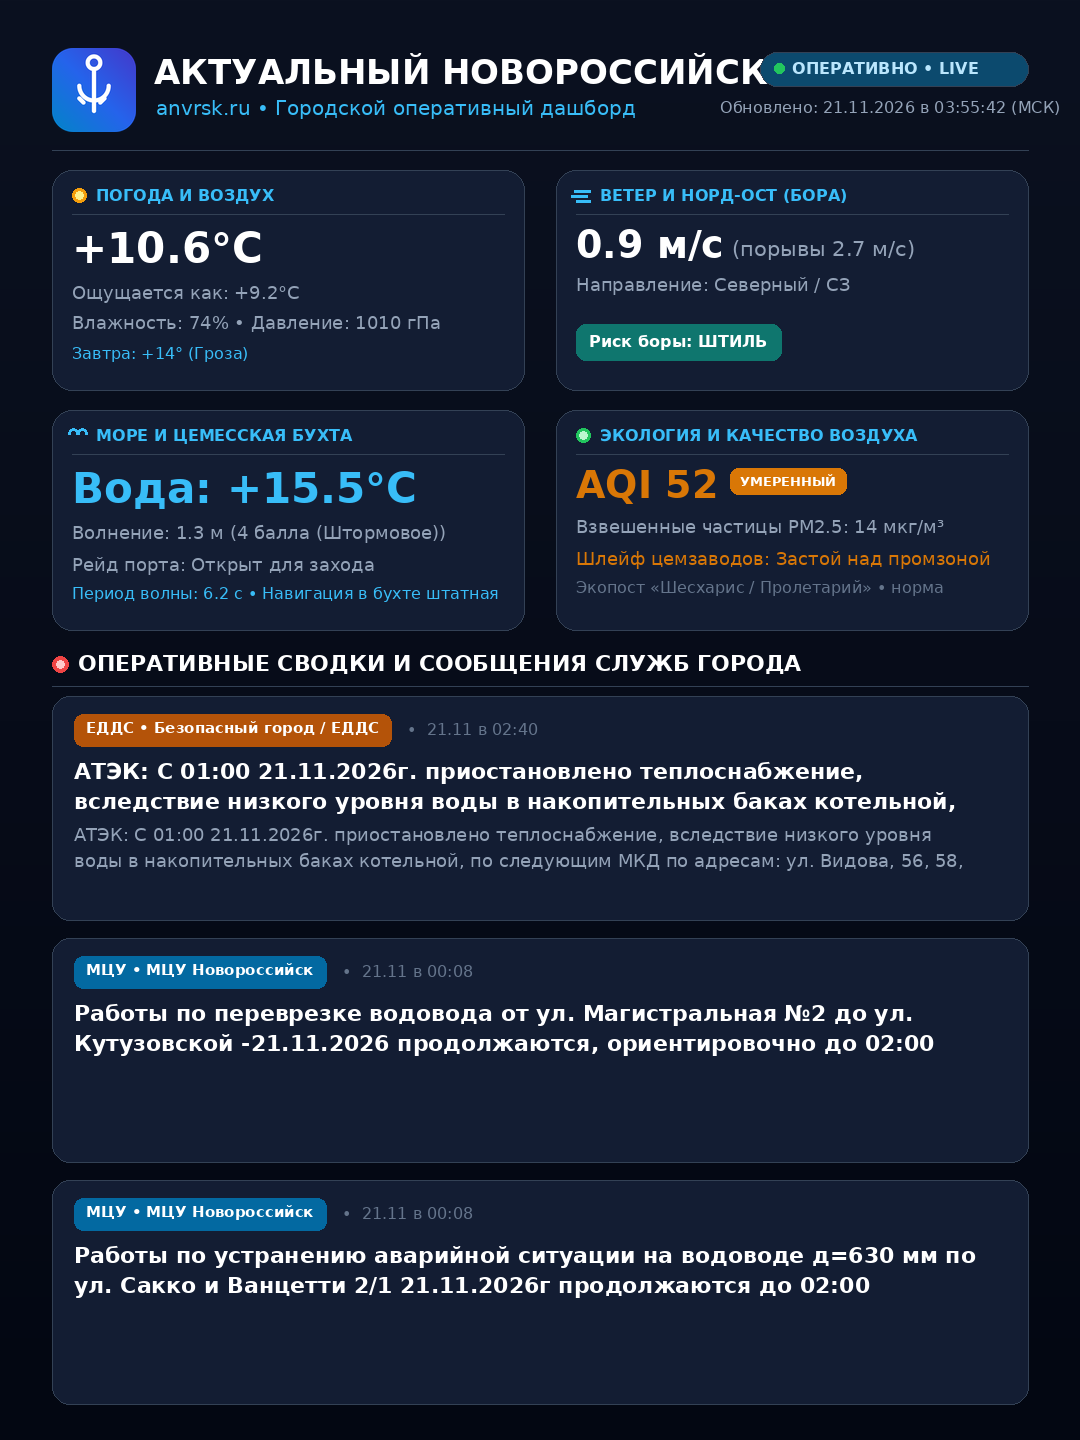 АКТУАЛЬНЫЙ НОВОРОССИЙСК
ОПЕРАТИВНО • LIVE
anvrsk.ru • Городской оперативный дашборд
Обновлено: 21.11.2026 в 03:55:42 (МСК)
ПОГОДА И ВОЗДУХ
+10.6°C
Ощущается как: +9.2°C
Влажность: 74% • Давление: 1010 гПа
Завтра: +14° (Гроза)
ВЕТЕР И НОРД-ОСТ (БОРА)
0.9 м/с (порывы 2.7 м/с)
Направление: Северный / СЗ
Риск боры: ШТИЛЬ
МОРЕ И ЦЕМЕССКАЯ БУХТА
Вода: +15.5°C
Волнение: 1.3 м (4 балла (Штормовое))
Рейд порта: Открыт для захода
Период волны: 6.2 с • Навигация в бухте штатная
ЭКОЛОГИЯ И КАЧЕСТВО ВОЗДУХА
AQI 52 УМЕРЕННЫЙ
Взвешенные частицы PM2.5: 14 мкг/м³
Шлейф цемзаводов: Застой над промзоной
Экопост «Шесхарис / Пролетарий» • норма
ОПЕРАТИВНЫЕ СВОДКИ И СООБЩЕНИЯ СЛУЖБ ГОРОДА
ЕДДС • Безопасный город / ЕДДС • 21.11 в 02:40
АТЭК: С 01:00 21.11.2026г. приостановлено теплоснабжение,
вследствие низкого уровня воды в накопительных баках котельной,
АТЭК: С 01:00 21.11.2026г. приостановлено теплоснабжение, вследствие низкого уровня
воды в накопительных баках котельной, по следующим МКД по адресам: ул. Видова, 56, 58,
МЦУ • МЦУ Новороссийск • 21.11 в 00:08
Работы по переврезке водовода от ул. Магистральная №2 до ул.
Кутузовской -21.11.2026 продолжаются, ориентировочно до 02:00
МЦУ • МЦУ Новороссийск • 21.11 в 00:08
Работы по устранению аварийной ситуации на водоводе д=630 мм по
ул. Сакко и Ванцетти 2/1 21.11.2026г продолжаются до 02:00